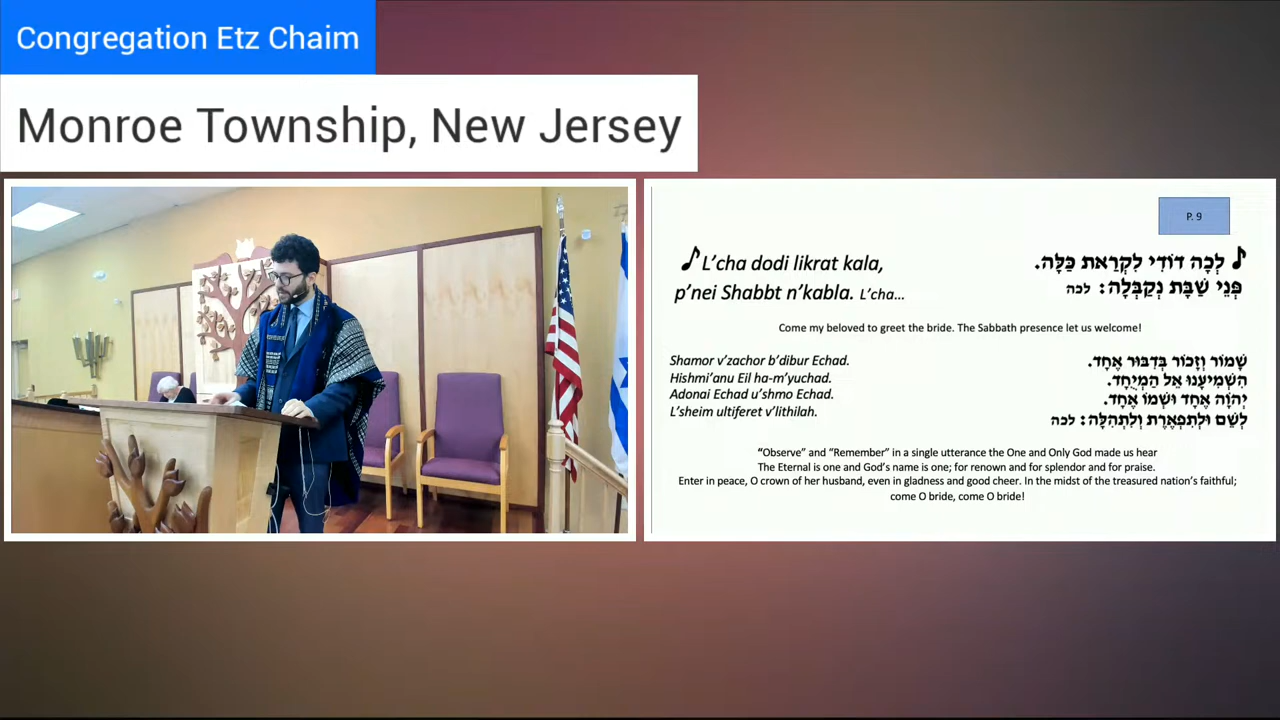 Congregation Etz Chaim
Monroe Township, New Jersey
P. 9
♪ L'cha dodi likrat kala,
p'nei Shabbt n'kabla. L'cha...
♪ לְכָה דוֹדִי לִקְרַאת כַּלָּה.
פְּנֵי שַׁבָּת נְקַבְּלָה: לכה
Come my beloved to greet the bride. The Sabbath presence let us welcome!
Shamor v'zachor b'dibur Echad.
Hishmi'anu Eil ha-m'yuchad.
Adonai Echad u'shmo Echad.
L'sheim ultiferet v'lithilah.
שָׁמוֹר וְזָכוֹר בְּדִבּוּר אֶחָד.
הִשְׁמִיעָנוּ אֵל הַמְיֻחָד.
יְהוָֹה אֶחָד וּשְׁמוֹ אֶחָד.
לְשֵׁם וּלְתִפְאֶרֶת וְלִתְהִלָּה: לכה
"Observe" and "Remember" in a single utterance the One and Only God made us hear
The Eternal is one and God's name is one; for renown and for splendor and for praise.
Enter in peace, O crown of her husband, even in gladness and good cheer. In the midst of the treasured nation's faithful;
come O bride, come O bride!